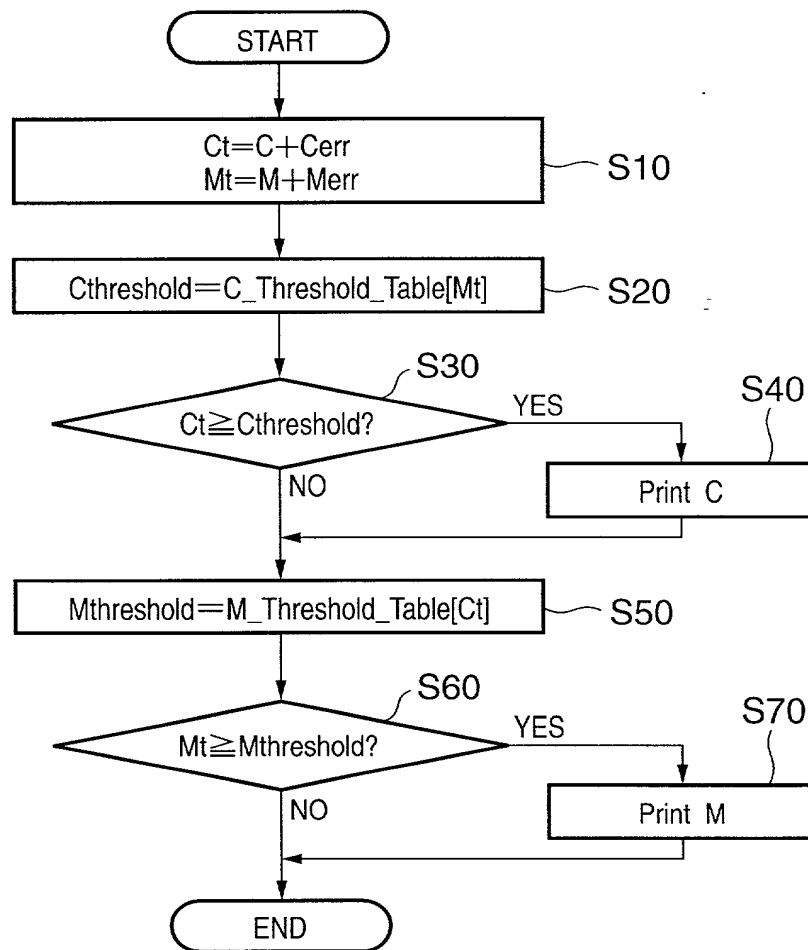 START
Ct=C+Cerr
Mt=M+Merr
S10
Cthreshold=C_Threshold_Table[Mt]
S20
S30
Ct≧Cthreshold?
YES
S40
Print C
NO
Mthreshold=M_Threshold_Table[Ct]
S50
S60
Mt≧Mthreshold?
YES
S70
Print M
NO
END